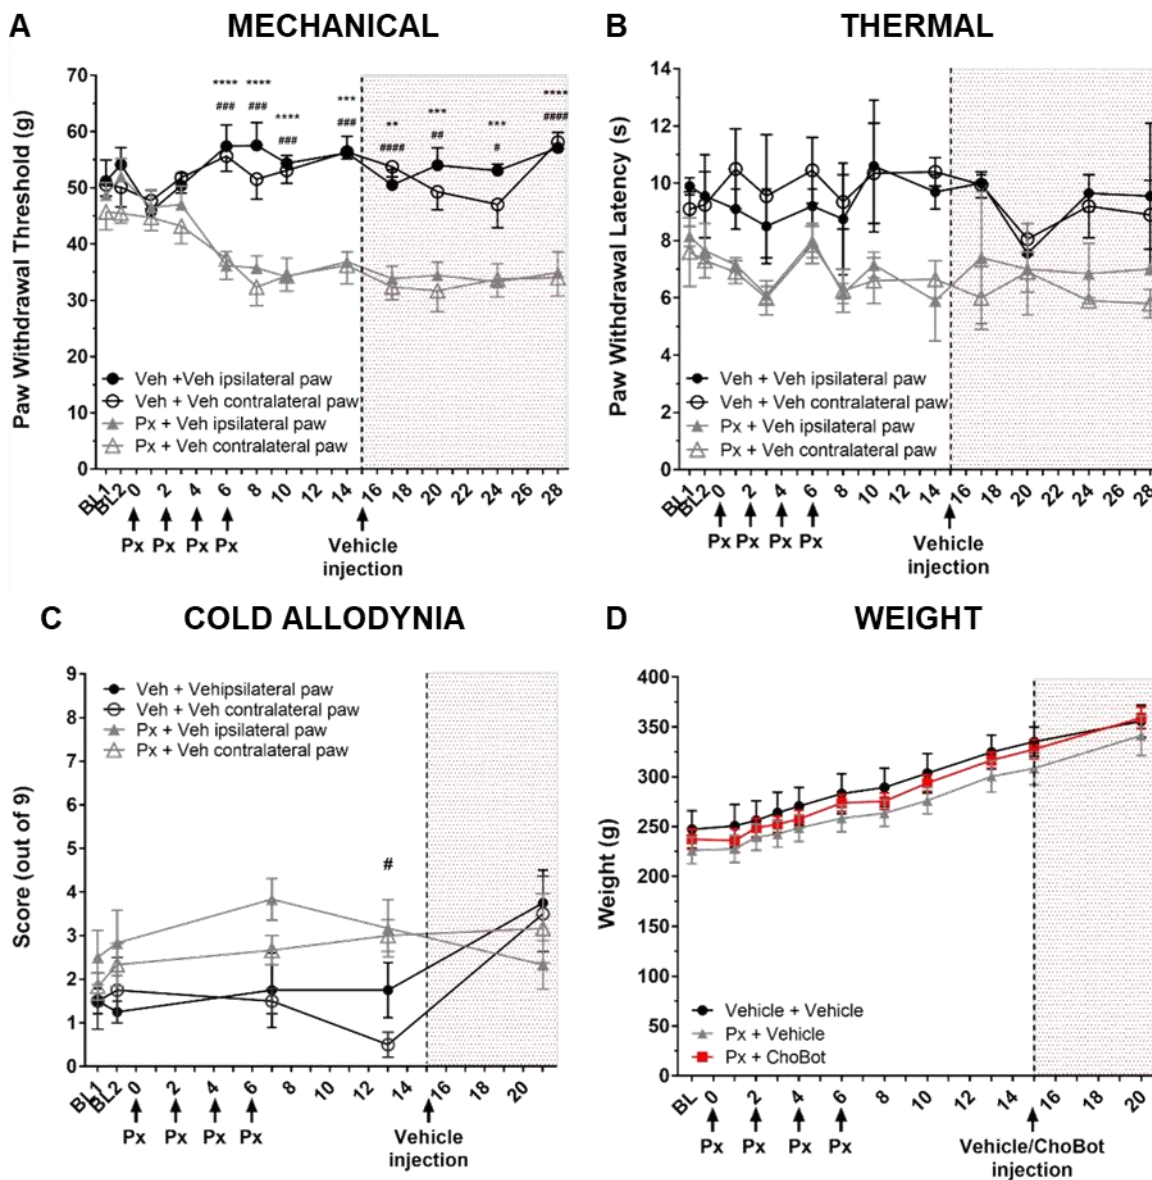 A
MECHANICAL
Paw Withdrawal Threshold (g)
70
60
50
40
30
20
10
0
**** **** **** *** ** *** *** ****
### ### ### ### #### ## # ####
Veh +Veh ipsilateral paw
Veh + Veh contralateral paw
Px + Veh ipsilateral paw
Px + Veh contralateral paw
BL1 BL2 0 2 4 6 8 10 12 14 16 18 20 22 24 26 28
Px Px Px Px
Vehicle
injection
B
THERMAL
Paw Withdrawal Latency (s)
14
12
10
8
6
4
2
0
Veh + Veh ipsilateral paw
Veh + Veh contralateral paw
Px + Veh ipsilateral paw
Px + Veh contralateral paw
BL1 BL2 0 2 4 6 8 10 12 14 16 18 20 22 24 26 28
Px Px Px Px
Vehicle
injection
C
COLD ALLODYNIA
Score (out of 9)
9
8
7
6
5
4
3
2
1
0
Veh + Vehipsilateral paw
Veh + Veh contralateral paw
Px + Veh ipsilateral paw
Px + Veh contralateral paw
#
BL1 BL2 0 2 4 6 8 10 12 14 16 18 20
Px Px Px Px
Vehicle
injection
D
WEIGHT
Weight (g)
400
350
300
250
200
150
100
50
0
Vehicle + Vehicle
Px + Vehicle
Px + ChoBot
BL 0 2 4 6 8 10 12 14 16 18 20
Px Px Px Px
Vehicle/ChoBot
injection